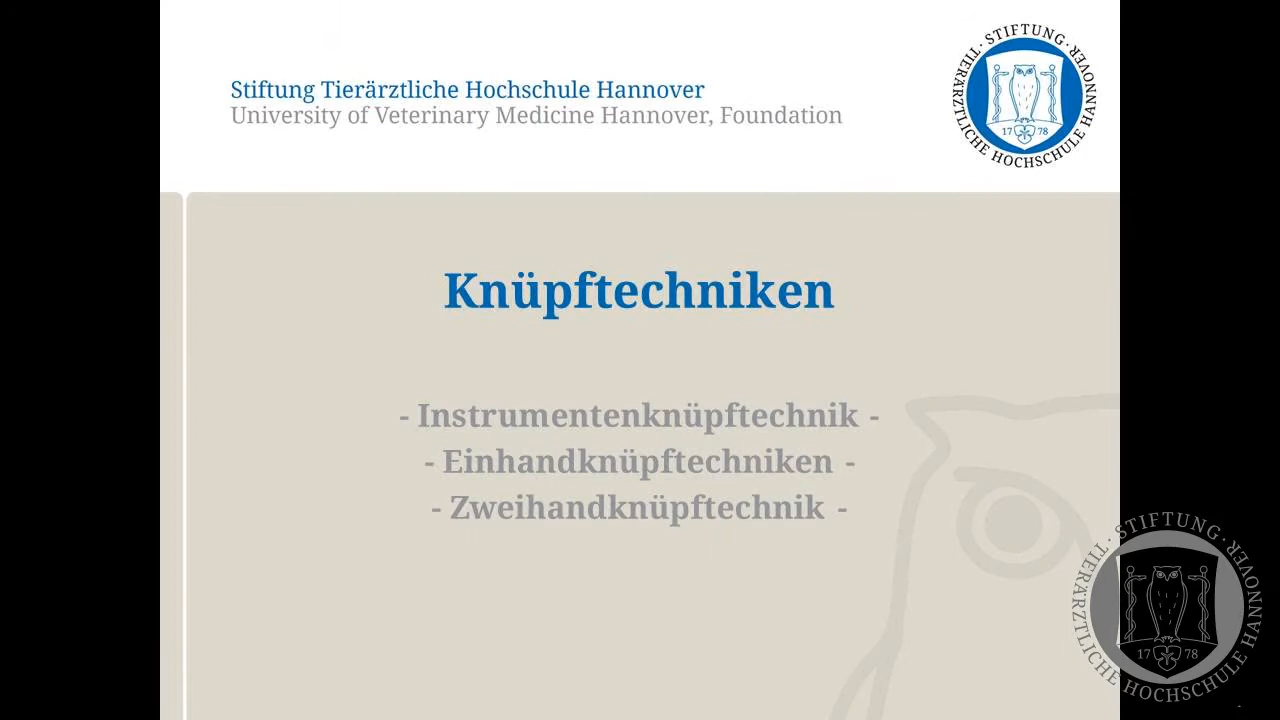 Stiftung Tierärztliche Hochschule Hannover
University of Veterinary Medicine Hannover, Foundation
· STIFTUNG · TIERÄRZTLICHE HOCHSCHULE HANNOVER
17 78
Knüpftechniken
- Instrumentenknüpftechnik -
- Einhandknüpftechniken -
- Zweihandknüpftechnik -
· STIFTUNG · TIERÄRZTLICHE HOCHSCHULE HANNOVER
17 78